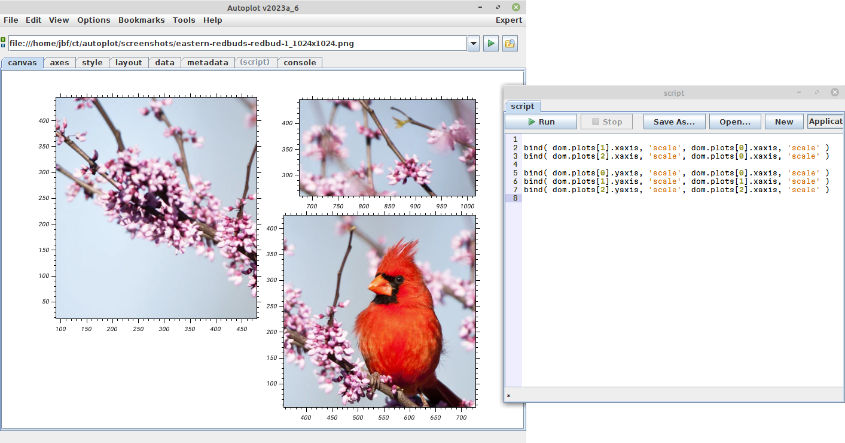 Autoplot v2023a_6
File Edit View Options Bookmarks Tools Help Expert
file:///home/jbf/ct/autoplot/screenshots/eastern-redbuds-redbud-1_1024x1024.png
canvas axes style layout data metadata (script) console
400
350
300
250
200
150
100
50
100 150 200 250 300 350 400 450
400
350
300
700 750 800 850 900 950 1000
400
350
300
250
200
150
100
400 450 500 550 600 650 700
script
script
Run Stop Save As... Open... New Applicat
1
2 bind( dom.plots[1].xaxis, 'scale', dom.plots[0].xaxis, 'scale' )
3 bind( dom.plots[2].xaxis, 'scale', dom.plots[0].xaxis, 'scale' )
4
5 bind( dom.plots[0].yaxis, 'scale', dom.plots[0].xaxis, 'scale' )
6 bind( dom.plots[1].yaxis, 'scale', dom.plots[1].xaxis, 'scale' )
7 bind( dom.plots[2].yaxis, 'scale', dom.plots[2].xaxis, 'scale' )
8